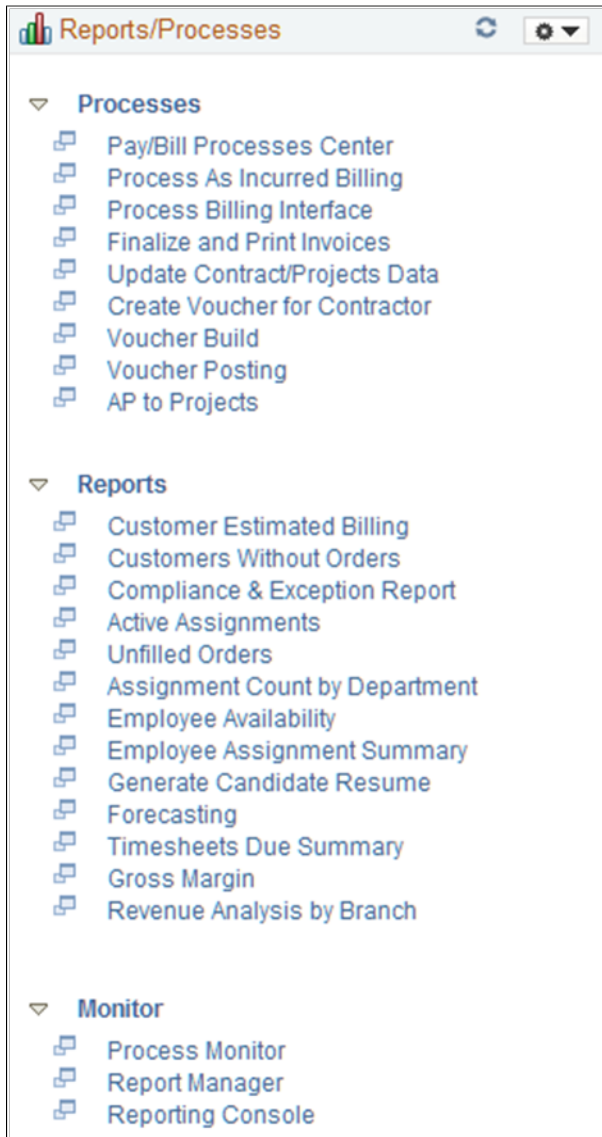 Reports/Processes
Processes
Pay/Bill Processes Center
Process As Incurred Billing
Process Billing Interface
Finalize and Print Invoices
Update Contract/Projects Data
Create Voucher for Contractor
Voucher Build
Voucher Posting
AP to Projects
Reports
Customer Estimated Billing
Customers Without Orders
Compliance & Exception Report
Active Assignments
Unfilled Orders
Assignment Count by Department
Employee Availability
Employee Assignment Summary
Generate Candidate Resume
Forecasting
Timesheets Due Summary
Gross Margin
Revenue Analysis by Branch
Monitor
Process Monitor
Report Manager
Reporting Console